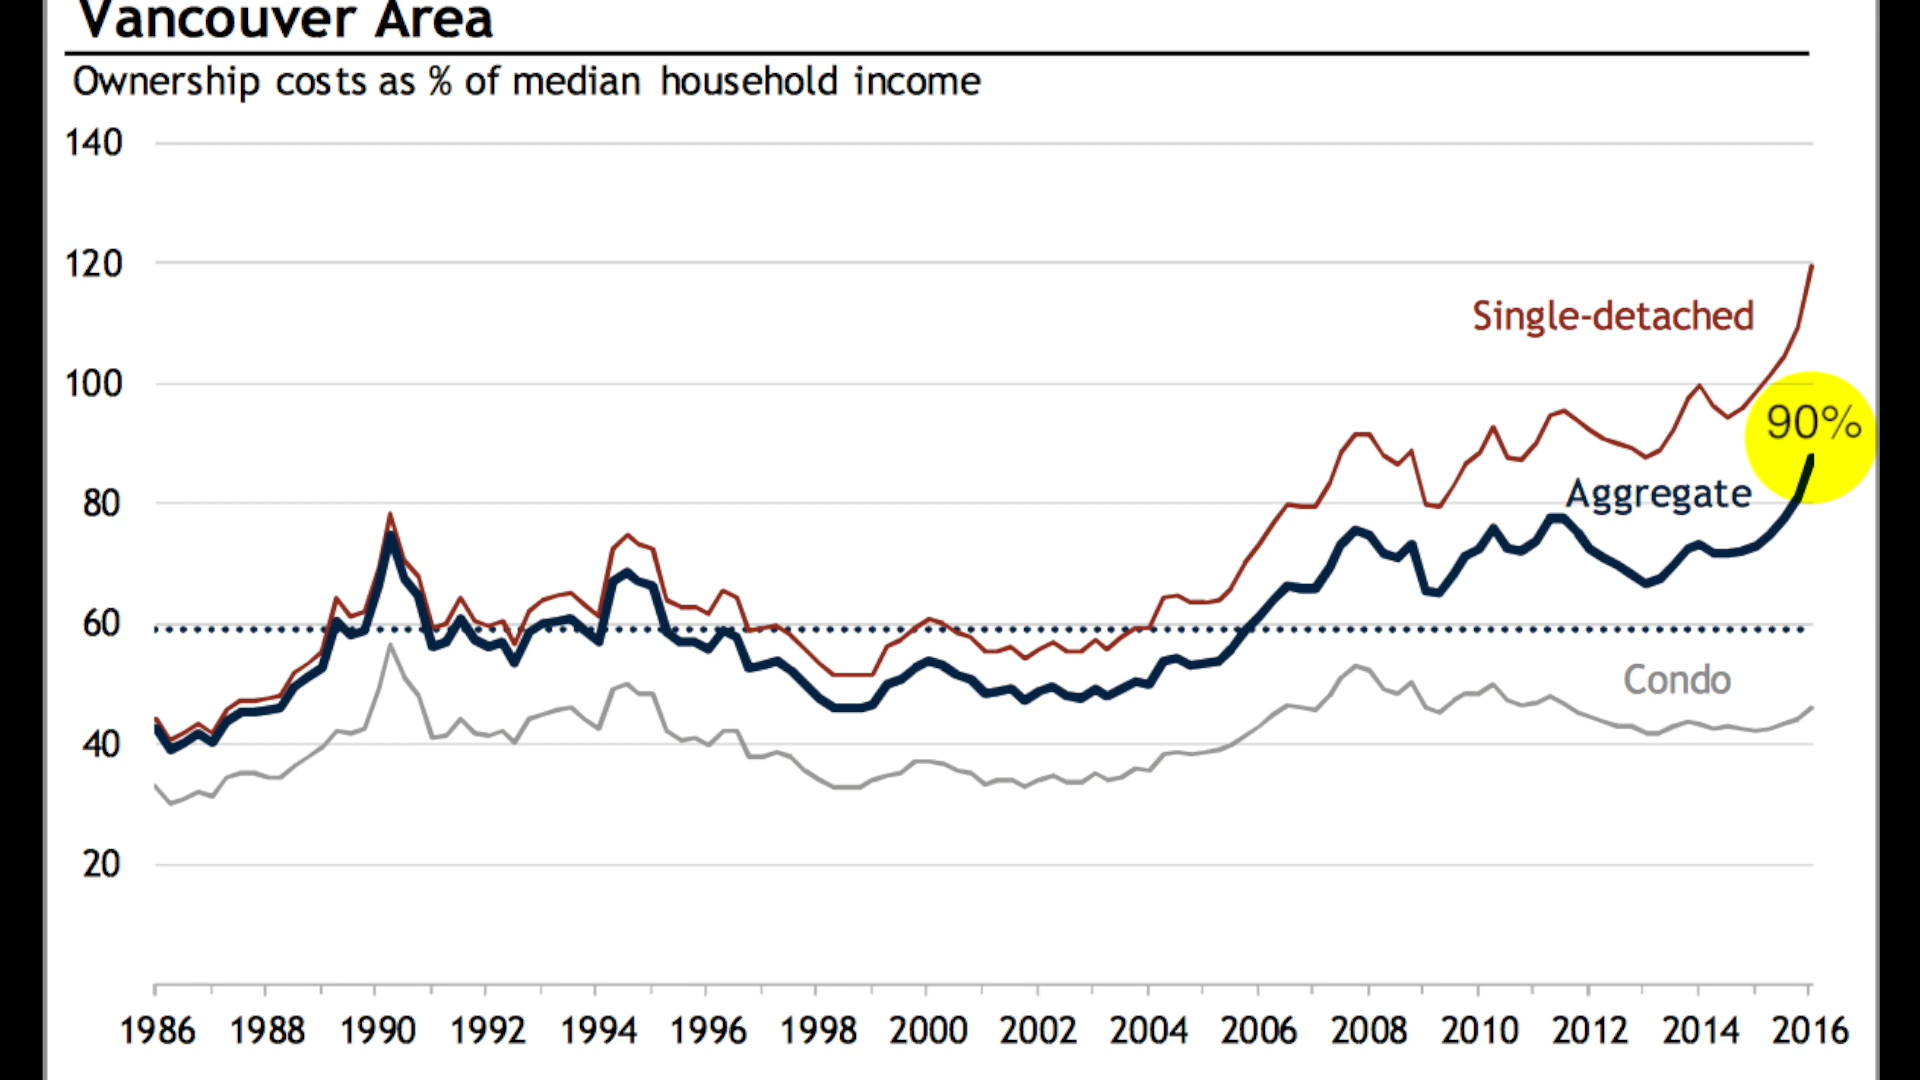 Vancouver Area
Ownership costs as % of median household income
140
120
Single-detached
100
90%
80
Aggregate
60
Condo
40
20
1986 1988 1990 1992 1994 1996 1998 2000 2002 2004 2006 2008 2010 2012 2014 2016